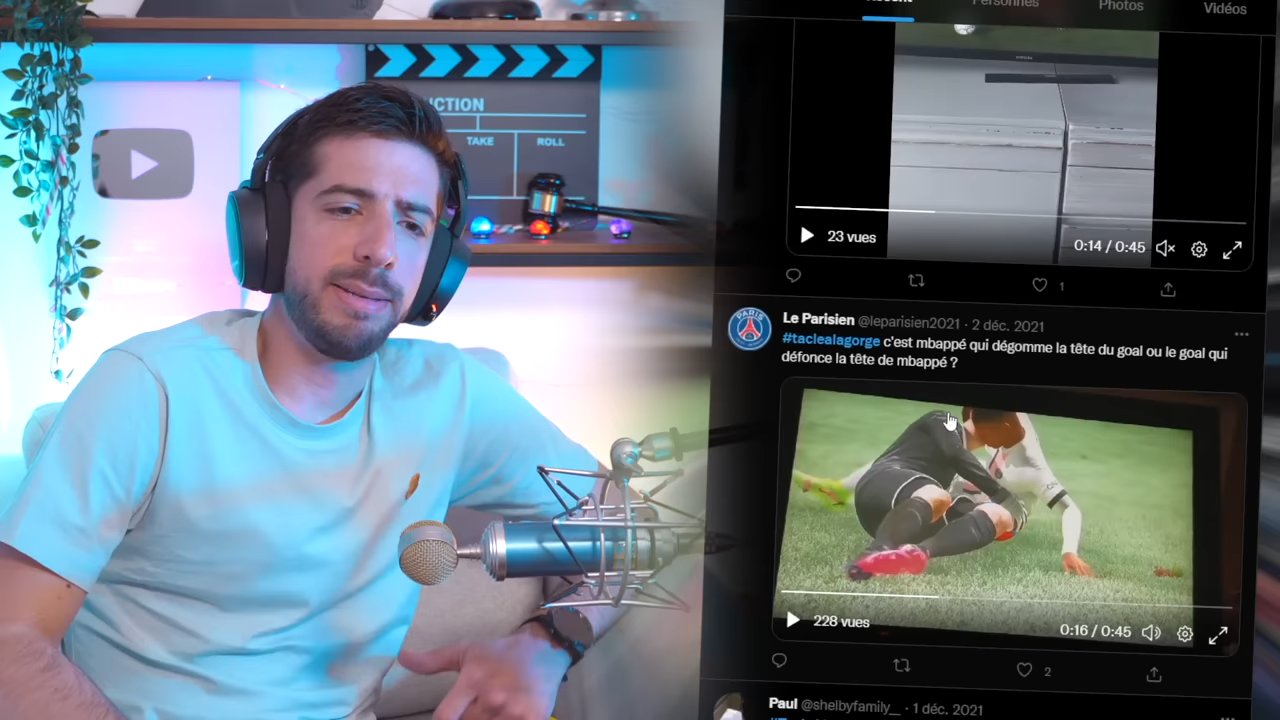 Récent
Personnes
Photos
Vidéos
UCTION
TAKE
ROLL
23 vues
0:14 / 0:45
1
PARIS
Le Parisien @leparisien2021 · 2 déc. 2021
#taclealagorge c'est mbappé qui dégomme la tête du goal ou le goal qui
défonce la tête de mbappé ?
228 vues
0:16 / 0:45
2
Paul @shelbyfamily__ · 1 déc. 2021